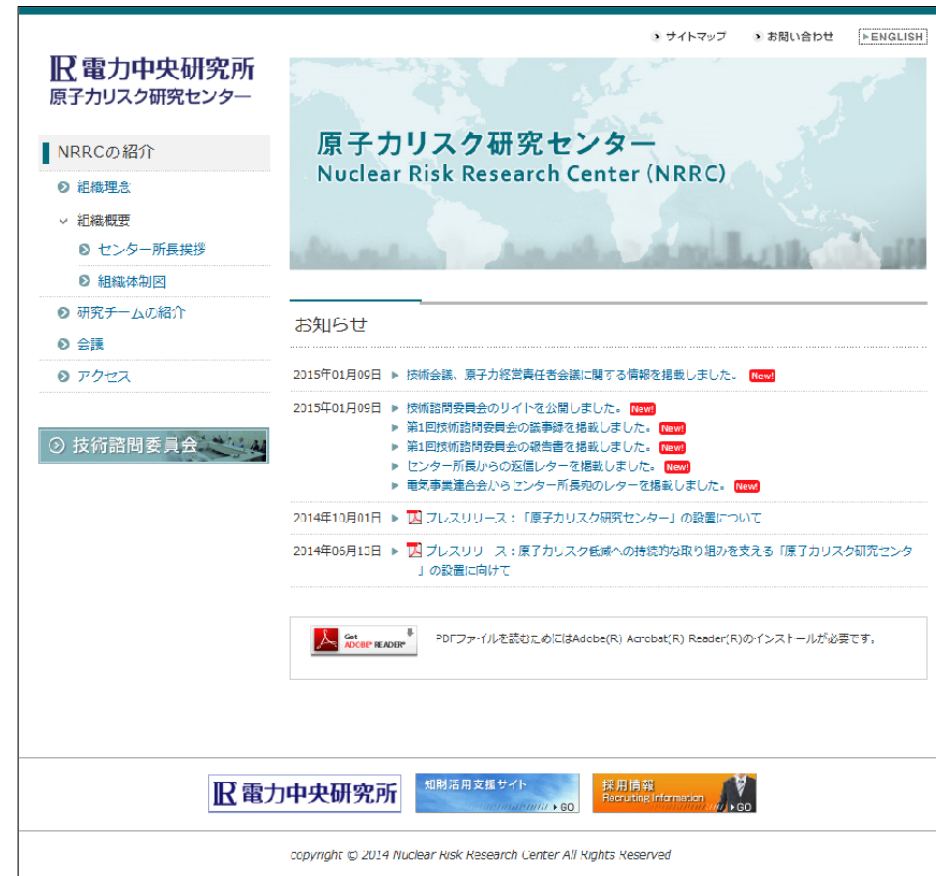 サイトマップ お問い合わせ ENGLISH
電力中央研究所
原子力リスク研究センター
原子力リスク研究センター
Nuclear Risk Research Center (NRRC)
NRRCの紹介
組織理念
組織概要
センター所長挨拶
組織体制図
研究チームの紹介
会議
アクセス
技術諮問委員会
お知らせ
2015年01月09日 技術会議、原子力経営責任者会議に関する情報を掲載しました。 New!
2015年01月09日 技術諮問委員会のサイトを公開しました。 New!
第1回技術諮問委員会の議事録を掲載しました。 New!
第1回技術諮問委員会の報告書を掲載しました。 New!
センター所長からの返信レターを掲載しました。 New!
電気事業連合会からセンター所長宛のレターを掲載しました。 New!
2014年10月01日 プレスリリース：「原子力リスク研究センター」の設置について
2014年05月13日 プレスリリース：原子力リスク低減への持続的な取り組みを支える「原子力リスク研究センタ
」の設置に向けて
Get
ADOBE® READER®
PDFファイルを読むためにはAdobe(R) Acrobat(R) Reader(R)のインストールが必要です。
電力中央研究所
知財活用支援サイト
GO
採用情報
Recruiting Information
GO
copyright © 2014 Nuclear Risk Research Center All Rights Reserved